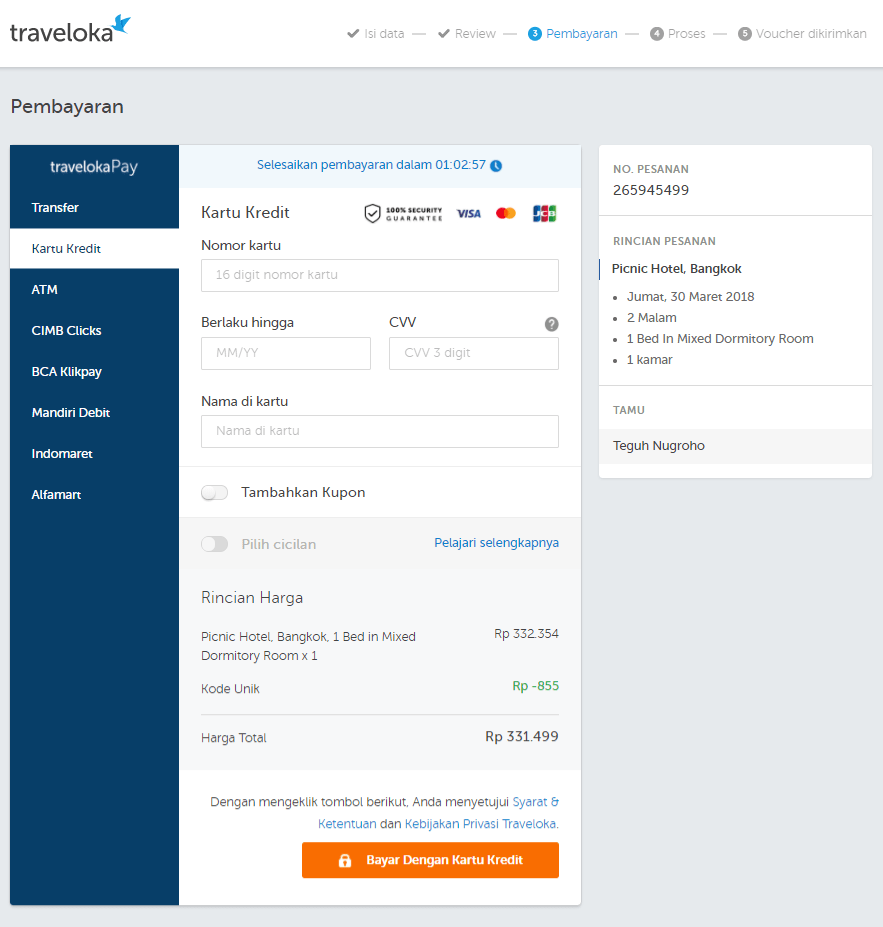 traveloka
Isi data
Review
3 Pembayaran
4 Proses
5 Voucher dikirimkan
Pembayaran
travelokaPay
Transfer
Kartu Kredit
ATM
CIMB Clicks
BCA Klikpay
Mandiri Debit
Indomaret
Alfamart
Selesaikan pembayaran dalam 01:02:57
Kartu Kredit
100% SECURITY
GUARANTEE
VISA
JCB
Nomor kartu
16 digit nomor kartu
Berlaku hingga
CVV
?
MM/YY
CVV 3 digit
Nama di kartu
Nama di kartu
Tambahkan Kupon
Pilih cicilan
Pelajari selengkapnya
Rincian Harga
Picnic Hotel, Bangkok, 1 Bed in Mixed
Dormitory Room x 1
Rp 332.354
Kode Unik
Rp -855
Harga Total
Rp 331.499
Dengan mengeklik tombol berikut, Anda menyetujui Syarat &
Ketentuan dan Kebijakan Privasi Traveloka.
Bayar Dengan Kartu Kredit
NO. PESANAN
265945499
RINCIAN PESANAN
Picnic Hotel, Bangkok
Jumat, 30 Maret 2018
2 Malam
1 Bed In Mixed Dormitory Room
1 kamar
TAMU
Teguh Nugroho